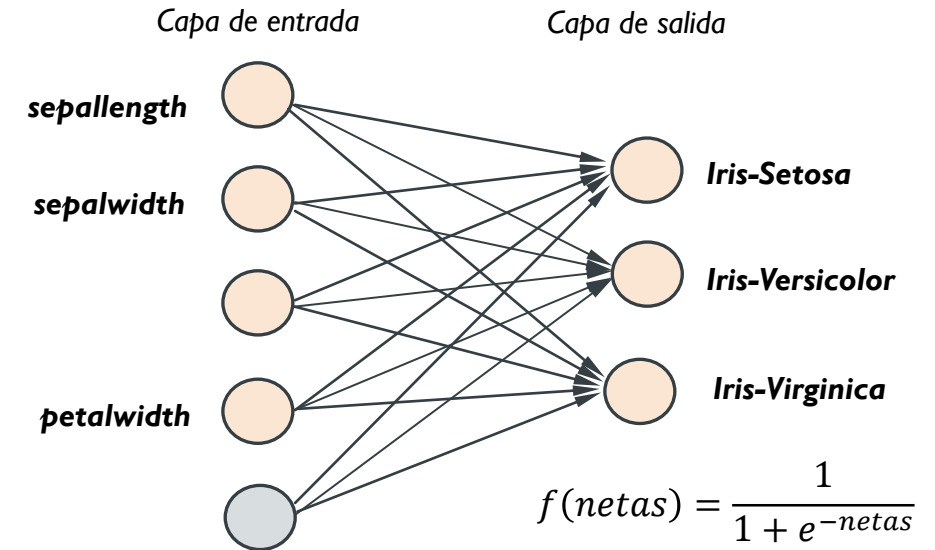 Capa de entrada
Capa de salida
sepallength
sepalwidth
petalwidth
Iris-Setosa
Iris-Versicolor
Iris-Virginica
f(netas) = 1 / (1 + e^{-netas})